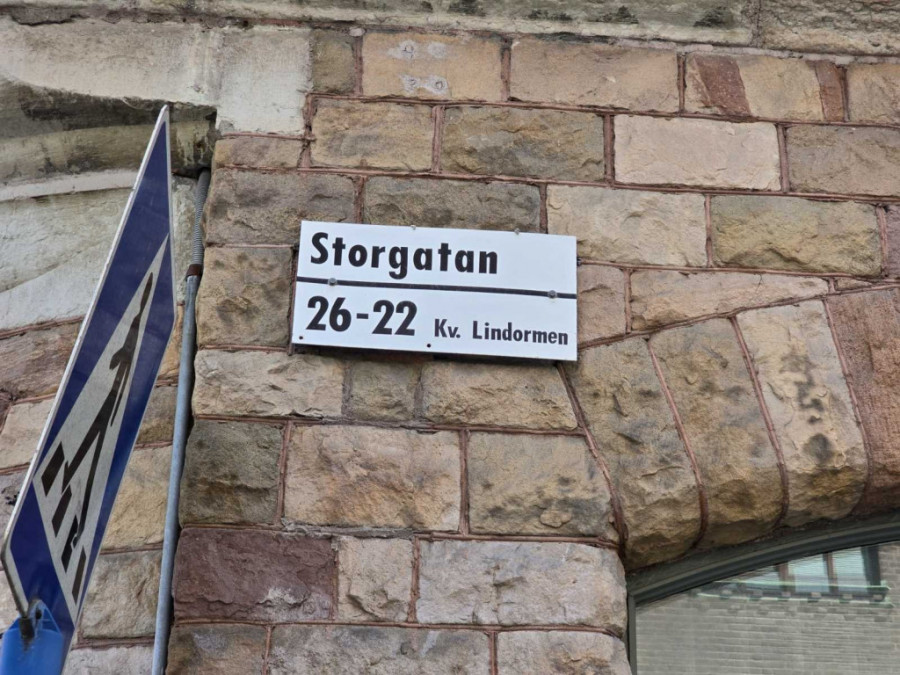 Storgatan
26-22 Kv. Lindormen